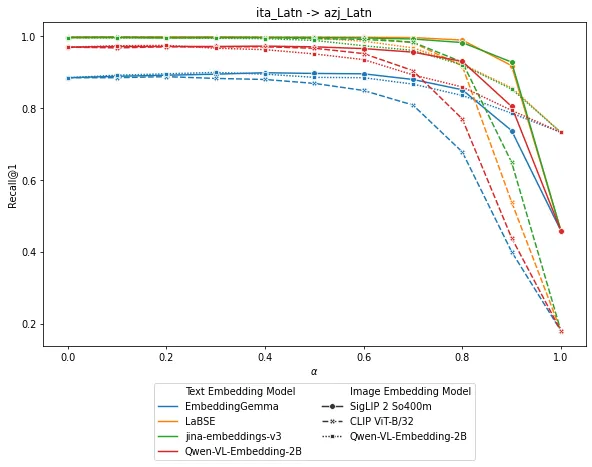 ita_Latn -> azj_Latn
Recall@1
1.0
0.8
0.6
0.4
0.2
0.0 0.2 0.4 0.6 0.8 1.0
α
Text Embedding Model Image Embedding Model
EmbeddingGemma SigLIP 2 So400m
LaBSE CLIP ViT-B/32
jina-embeddings-v3 Qwen-VL-Embedding-2B
Qwen-VL-Embedding-2B